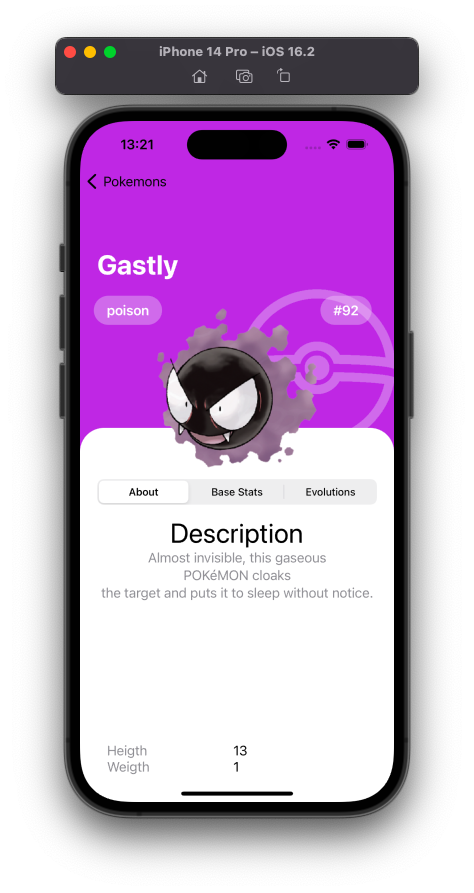 iPhone 14 Pro – iOS 16.2
13:21
Pokemons
Gastly
poison
#92
About
Base Stats
Evolutions
Description
Almost invisible, this gaseous
POKéMON cloaks
the target and puts it to sleep without notice.
Heigth 13
Weigth 1